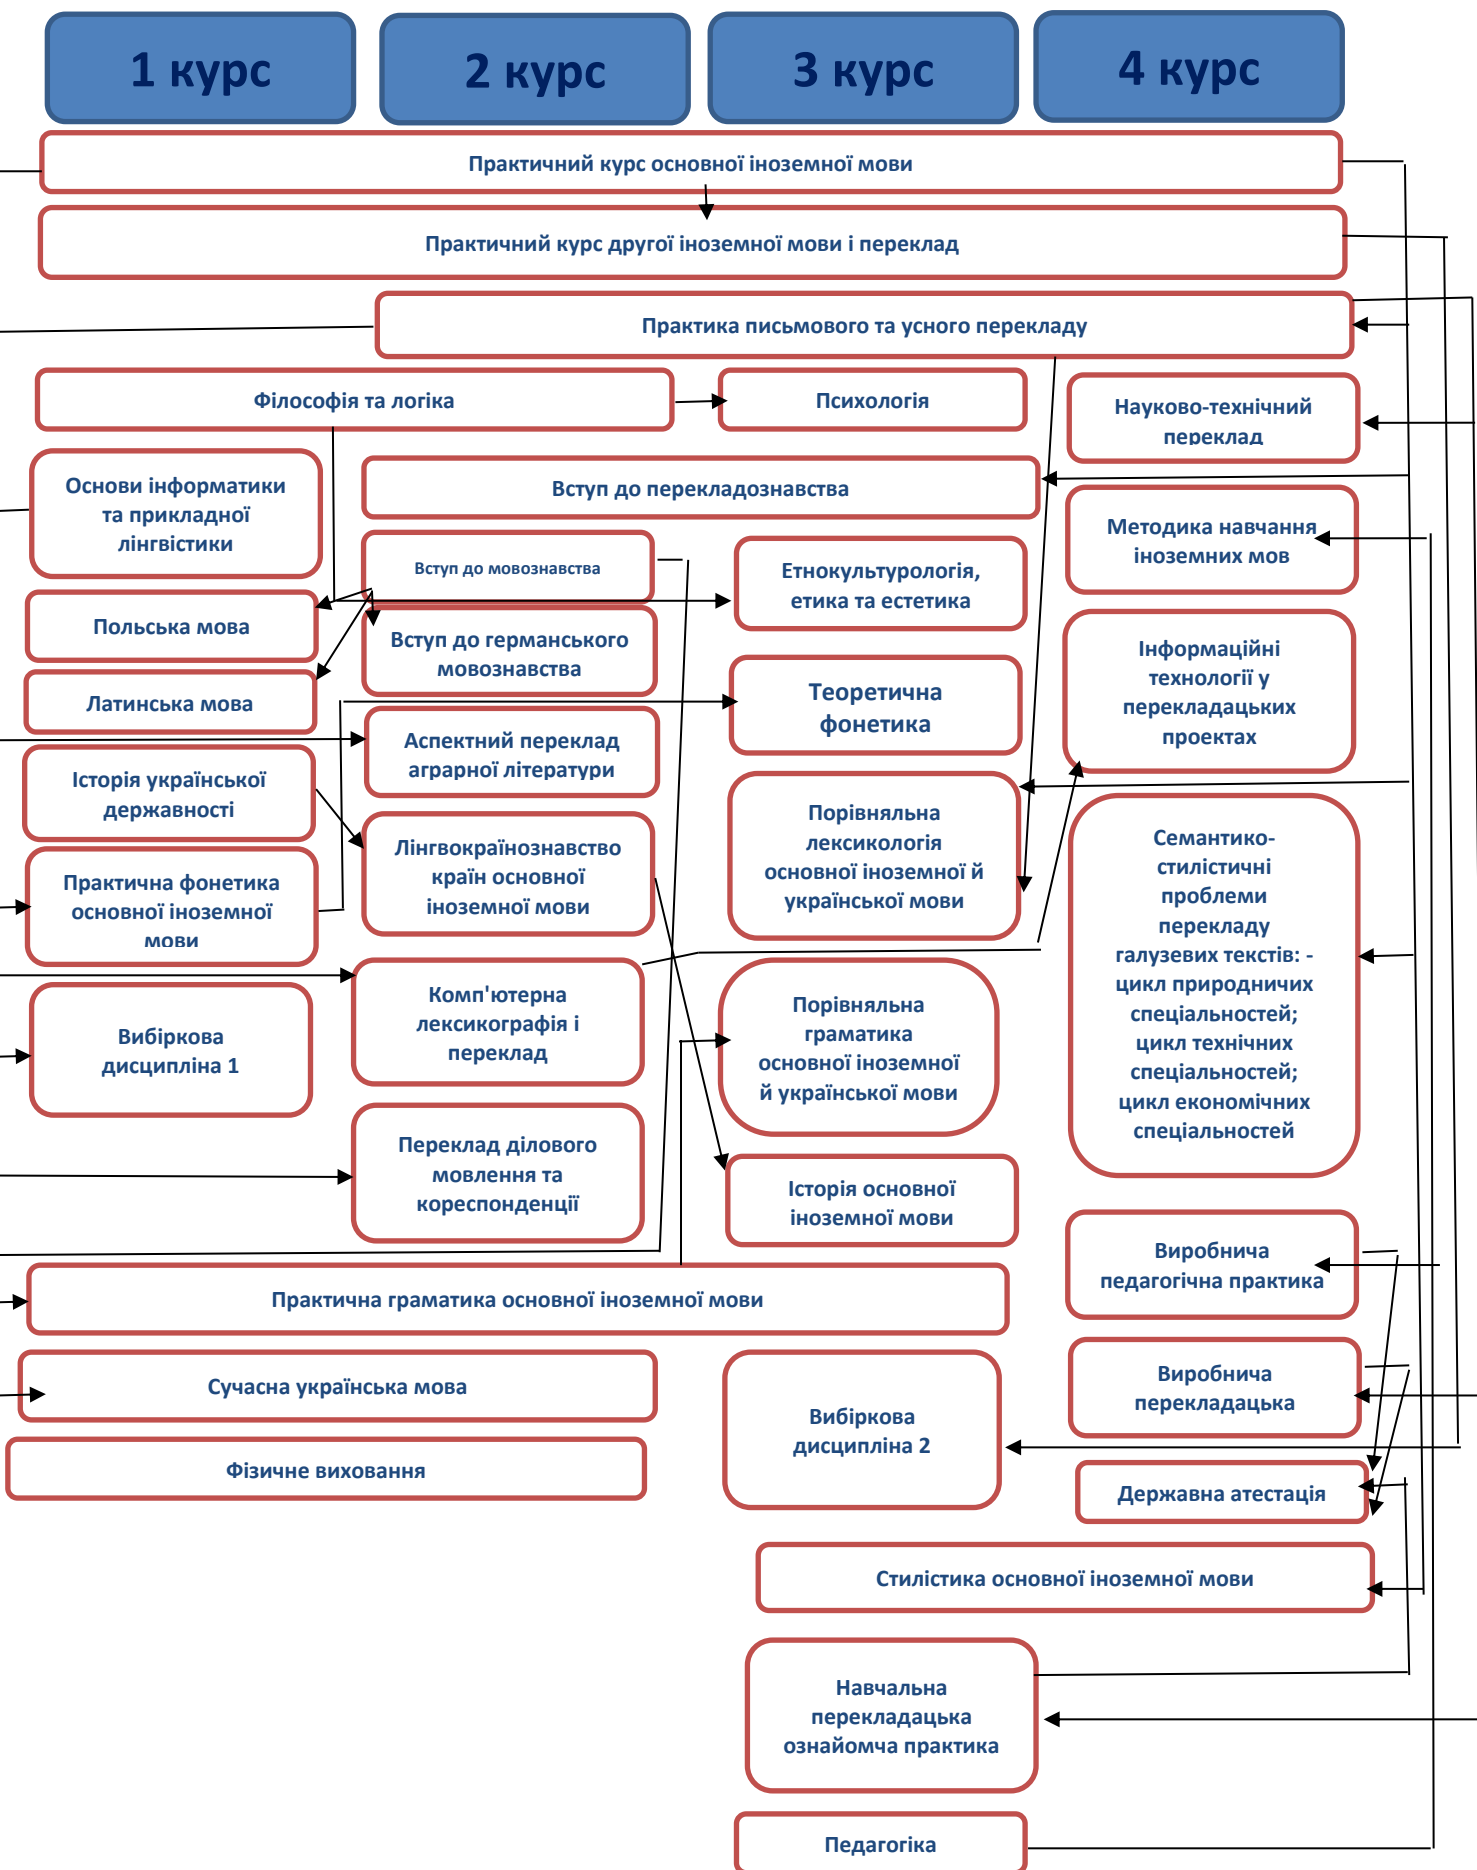 1 курс
2 курс
3 курс
4 курс
Практичний курс основної іноземної мови
Практичний курс другої іноземної мови і переклад
Практика письмового та усного перекладу
Філософія та логіка
Психологія
Науково-технічний
переклад
Основи інформатики
та прикладної
лінгвістики
Вступ до перекладознавства
Методика навчання
іноземних мов
Вступ до мовознавства
Етнокультурологія,
етика та естетика
Польська мова
Вступ до германського
мовознавства
Інформаційні
технології у
перекладацьких
проектах
Латинська мова
Теоретична
фонетика
Аспектний переклад
аграрної літератури
Історія української
державності
Порівняльна
лексикологія
основної іноземної й
української мови
Семантико-
стилістичні
проблеми
перекладу
галузевих текстів: -
цикл природничих
спеціальностей;
цикл технічних
спеціальностей;
цикл економічних
спеціальностей
Лінгвокраїнознавство
країн основної
іноземної мови
Практична фонетика
основної іноземної
мови
Комп'ютерна
лексикографія і
переклад
Порівняльна
граматика
основної іноземної
й української мови
Вибіркова
дисципліна 1
Переклад ділового
мовлення та
кореспонденції
Історія основної
іноземної мови
Виробнича
педагогічна практика
Практична граматика основної іноземної мови
Сучасна українська мова
Виробнича
перекладацька
Вибіркова
дисципліна 2
Фізичне виховання
Державна атестація
Стилістика основної іноземної мови
Навчальна
перекладацька
ознайомча практика
Педагогіка